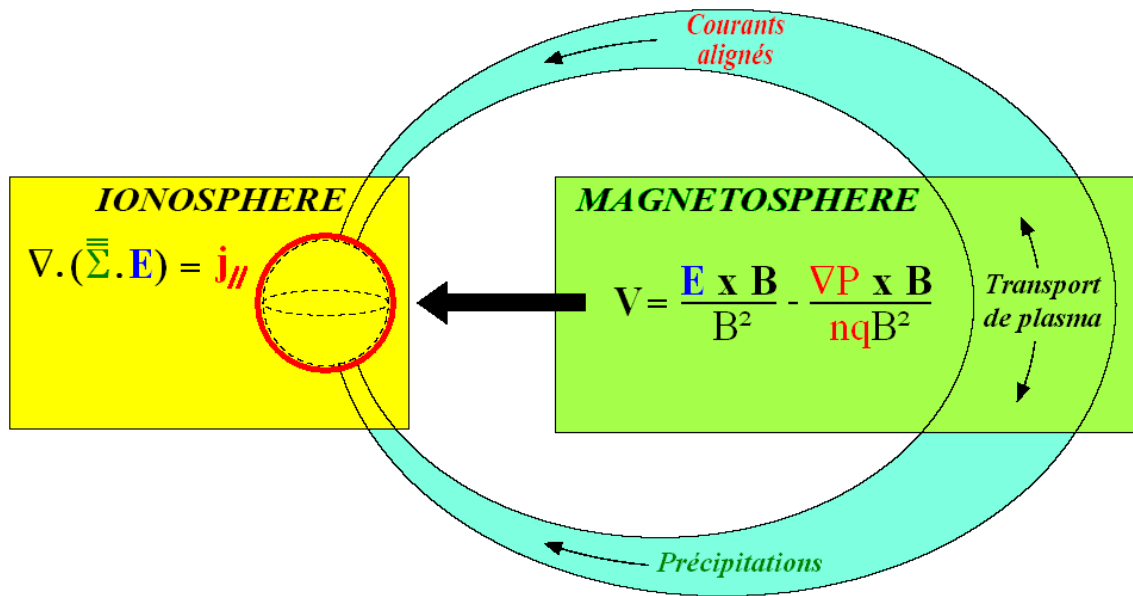 Courants
alignés
IONOSPHERE
∇.(Σ̿.E) = j//
MAGNETOSPHERE
V = E x B / B² - ∇P x B / nqB²
Transport
de plasma
Précipitations